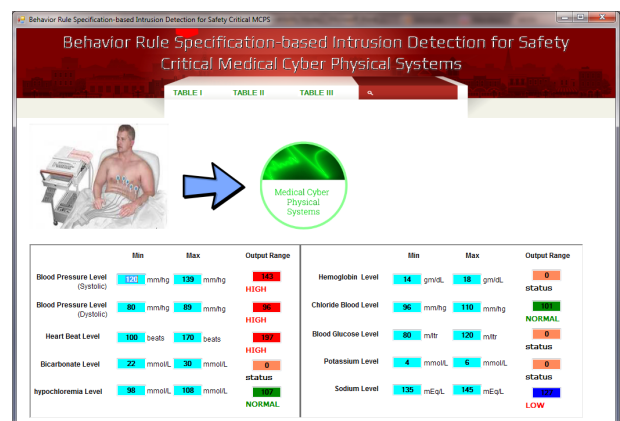 Behavior Rule Specification-based Intrusion Detection for Safety Critical MCPS
Behavior Rule Specification-based Intrusion Detection for Safety
Critical Medical Cyber Physical Systems
TABLE I TABLE II TABLE III
Medical Cyber
Physical
Systems
Min Max Output Range
Blood Pressure Level 120 mm/hg 139 mm/hg 143
(Systolic) HIGH
Blood Pressure Level 80 mm/hg 89 mm/hg 96
(Dystolic) HIGH
Heart Beat Level 100 beats 170 beats 192
HIGH
Bicarbonate Level 22 mmol/L 30 mmol/L 0
status
hypochloremia Level 98 mmol/L 108 mmol/L 107
NORMAL
Min Max Output Range
Hemoglobin Level 14 gm/dL 18 gm/dL 0
status
Chloride Blood Level 96 mm/hg 110 mm/hg 101
NORMAL
Blood Glucose Level 80 m/ltr 120 m/ltr 0
status
Potassium Level 4 mmol/L 6 mmol/L 0
status
Sodium Level 135 mEq/L 145 mEq/L
LOW